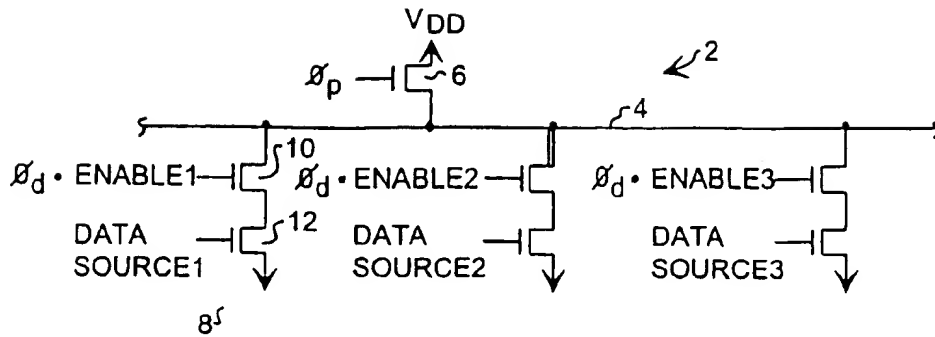 VDD
2
Øp
6
4
10
Ød • ENABLE1
Ød • ENABLE2
Ød • ENABLE3
12
DATA
SOURCE1
DATA
SOURCE2
DATA
SOURCE3
8